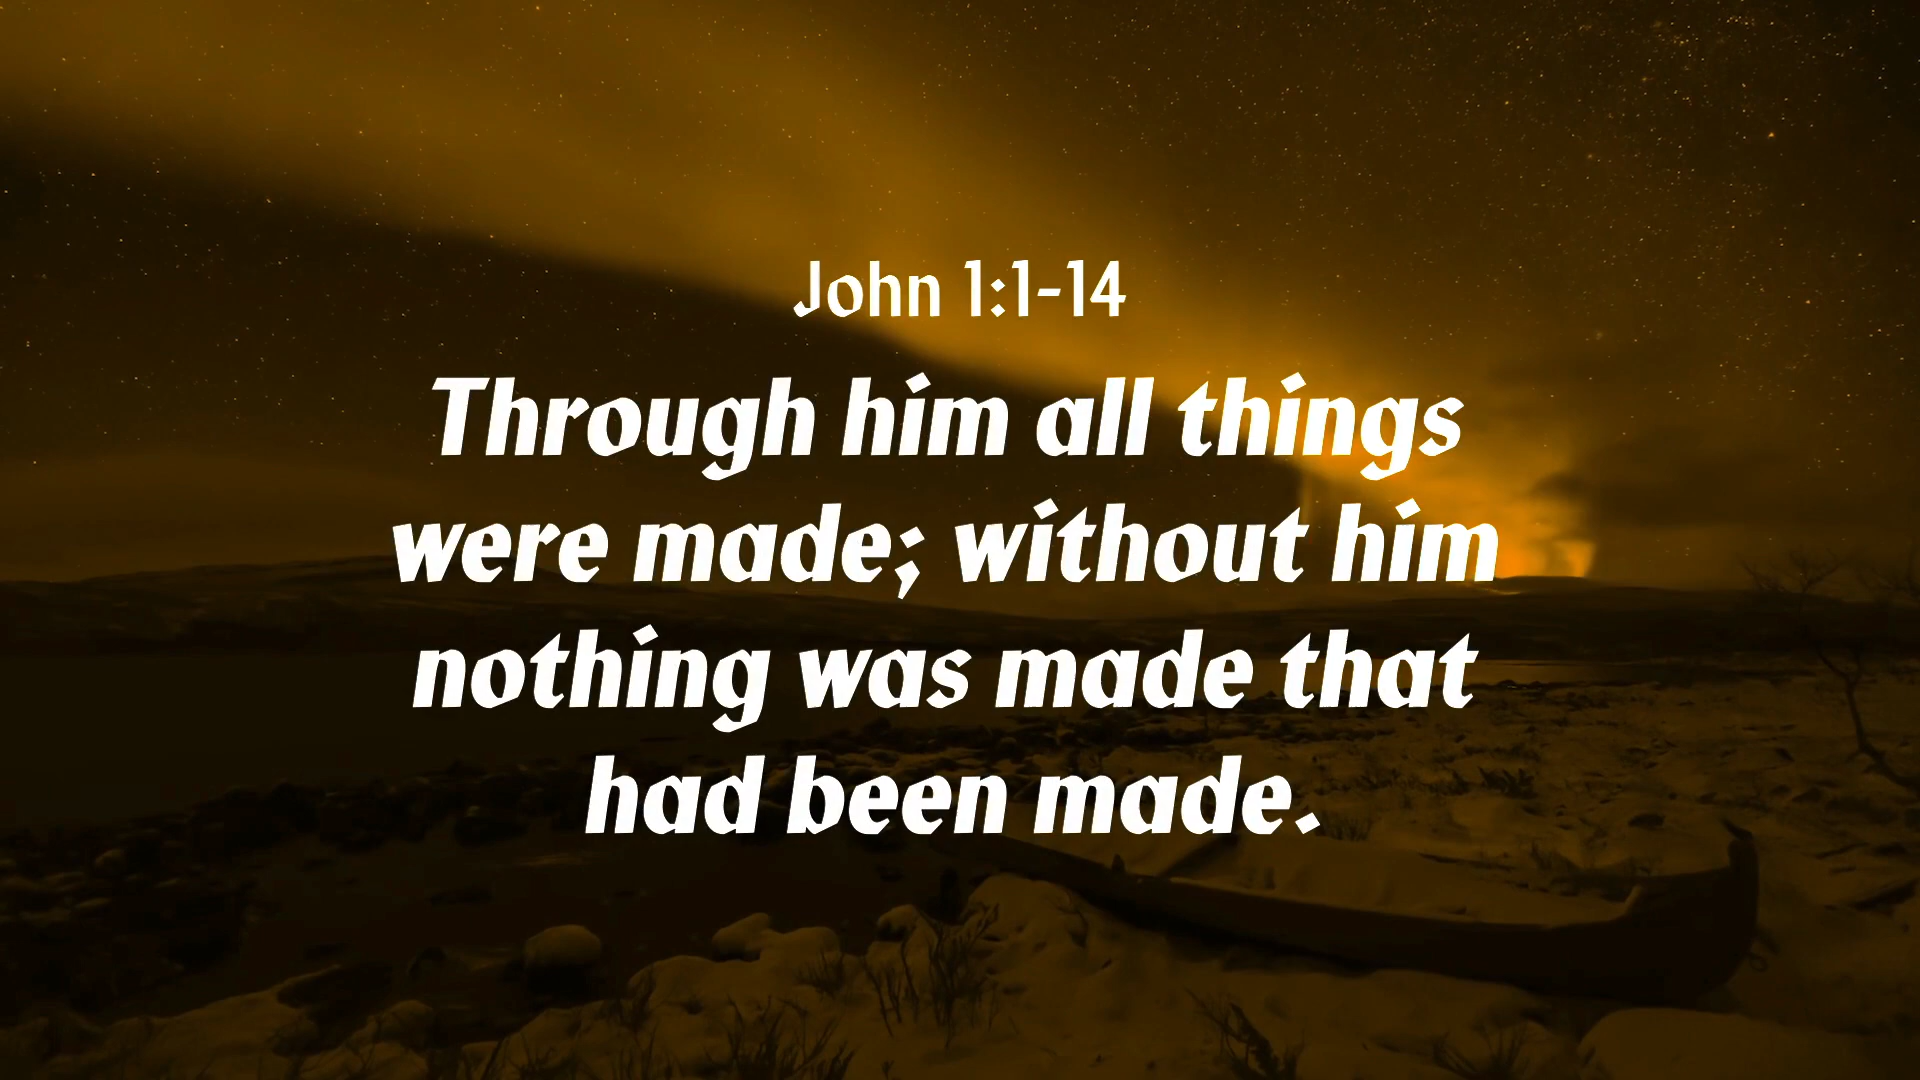 John 1:1-14
Through him all things
were made; without him
nothing was made that
had been made.